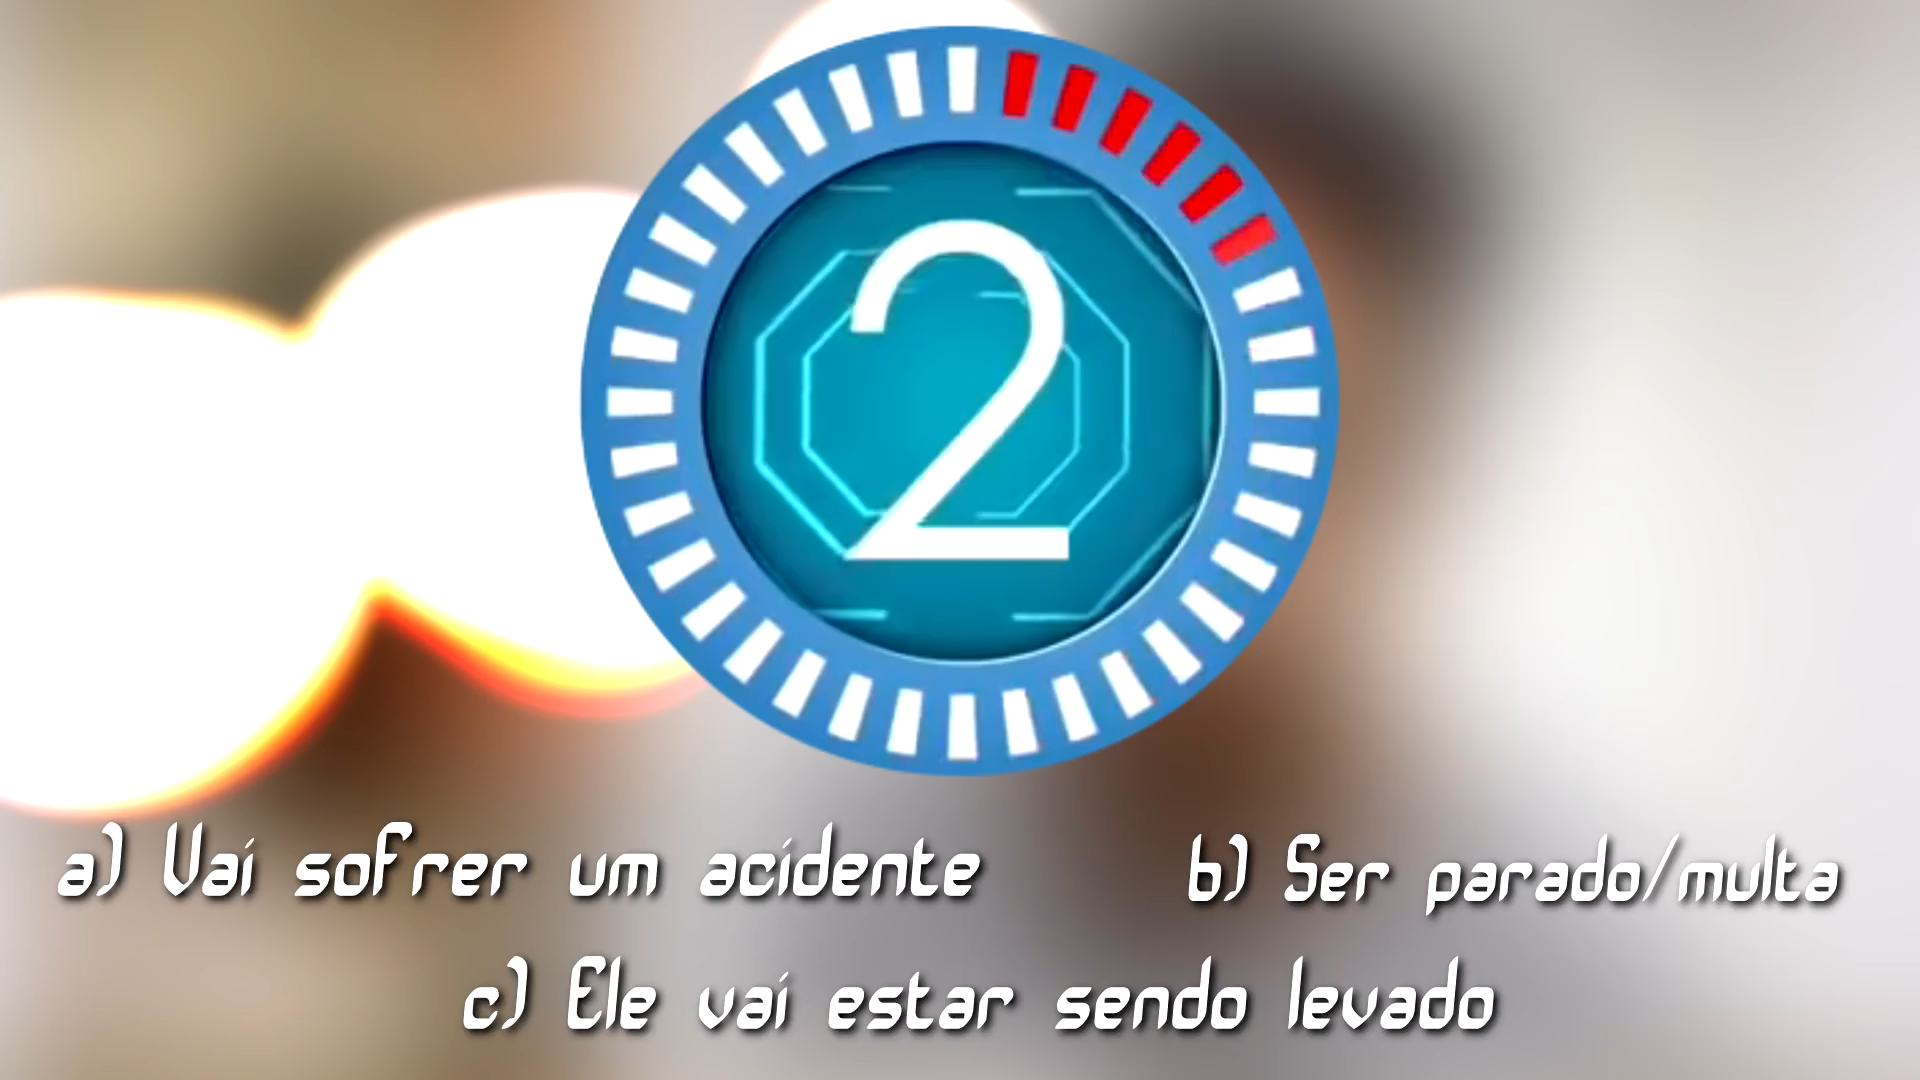 2
a) Vai sofrer um acidente
b) Ser parado/multa
c) Ele vai estar sendo levado